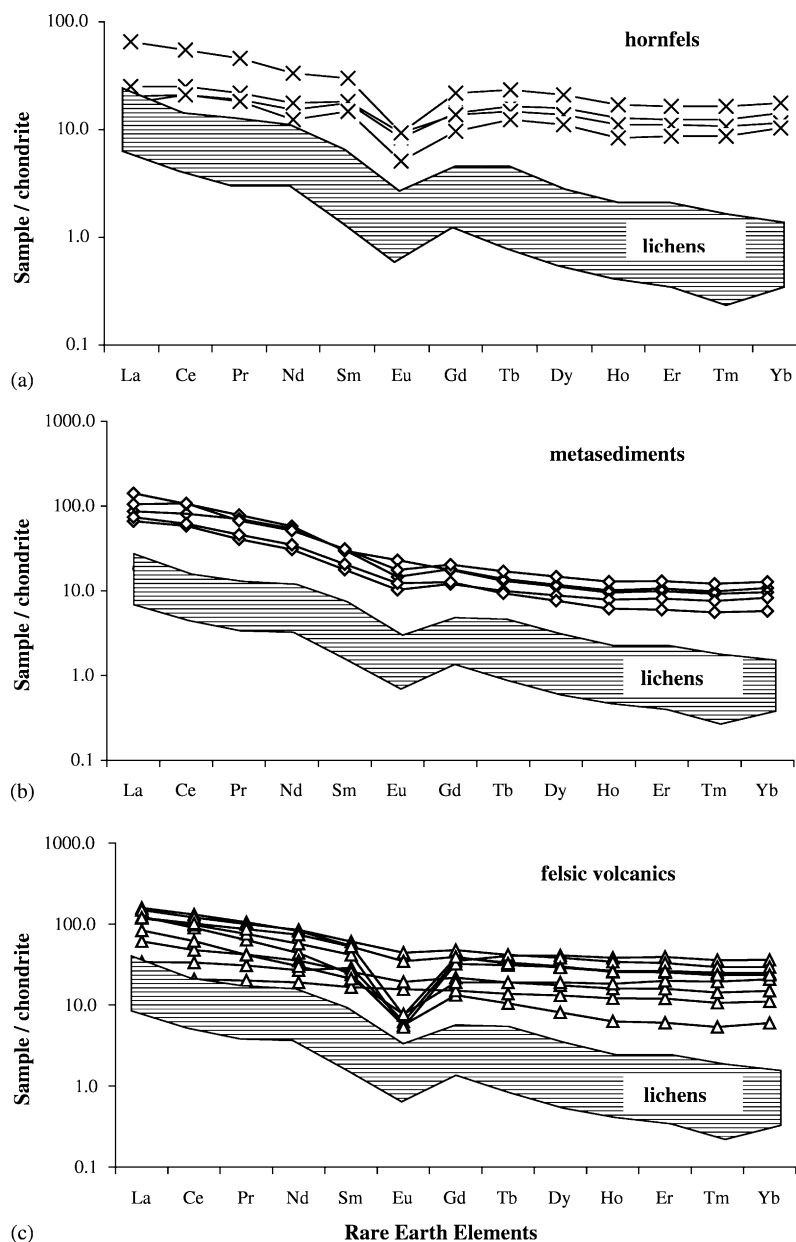 100.0
hornfels
10.0
Sample / chondrite
1.0
lichens
0.1
(a)
La Ce Pr Nd Sm Eu Gd Tb Dy Ho Er Tm Yb
1000.0
metasediments
100.0
Sample / chondrite
10.0
1.0
lichens
0.1
(b)
La Ce Pr Nd Sm Eu Gd Tb Dy Ho Er Tm Yb
1000.0
felsic volcanics
100.0
Sample / chondrite
10.0
1.0
lichens
0.1
La Ce Pr Nd Sm Eu Gd Tb Dy Ho Er Tm Yb
(c)
Rare Earth Elements